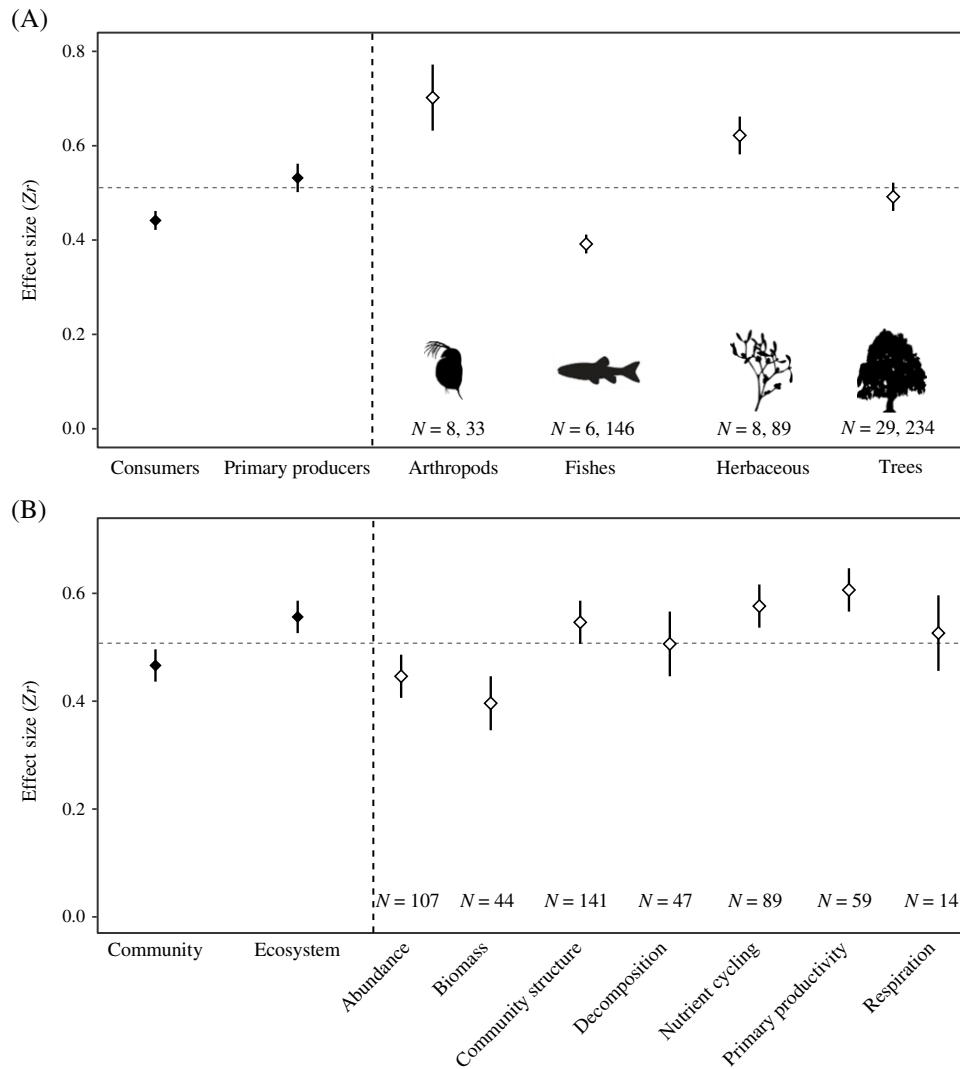 (A)
Effect size (Zr)
0.8
0.6
0.4
0.2
0.0
N = 8, 33 N = 6, 146 N = 8, 89 N = 29, 234
Consumers Primary producers Arthropods Fishes Herbaceous Trees
(B)
Effect size (Zr)
0.6
0.4
0.2
0.0
N = 107 N = 44 N = 141 N = 47 N = 89 N = 59 N = 14
Community Ecosystem
Abundance
Biomass
Community structure
Decomposition
Nutrient cycling
Primary productivity
Respiration